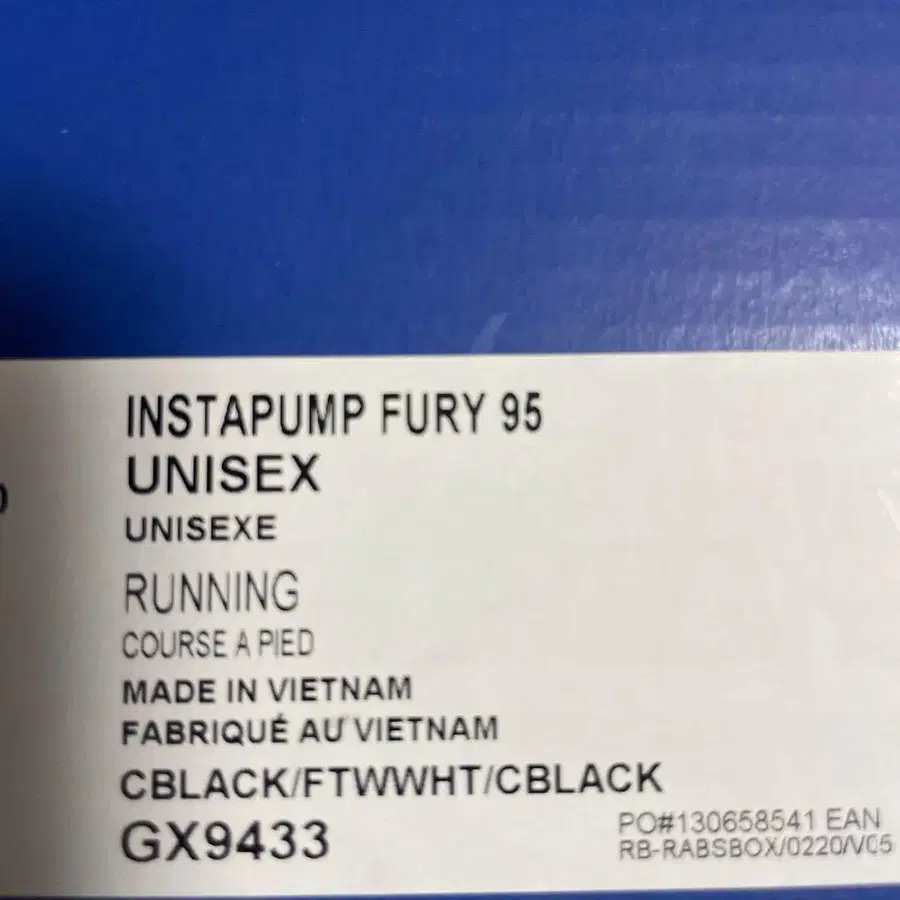 INSTAPUMP FURY 95
UNISEX
UNISEXE
RUNNING
COURSE A PIED
MADE IN VIETNAM
FABRIQUÉ AU VIETNAM
CBLACK/FTWWHT/CBLACK
GX9433
PO#130658541 EAN
RB-RABSBOX/0220/V05